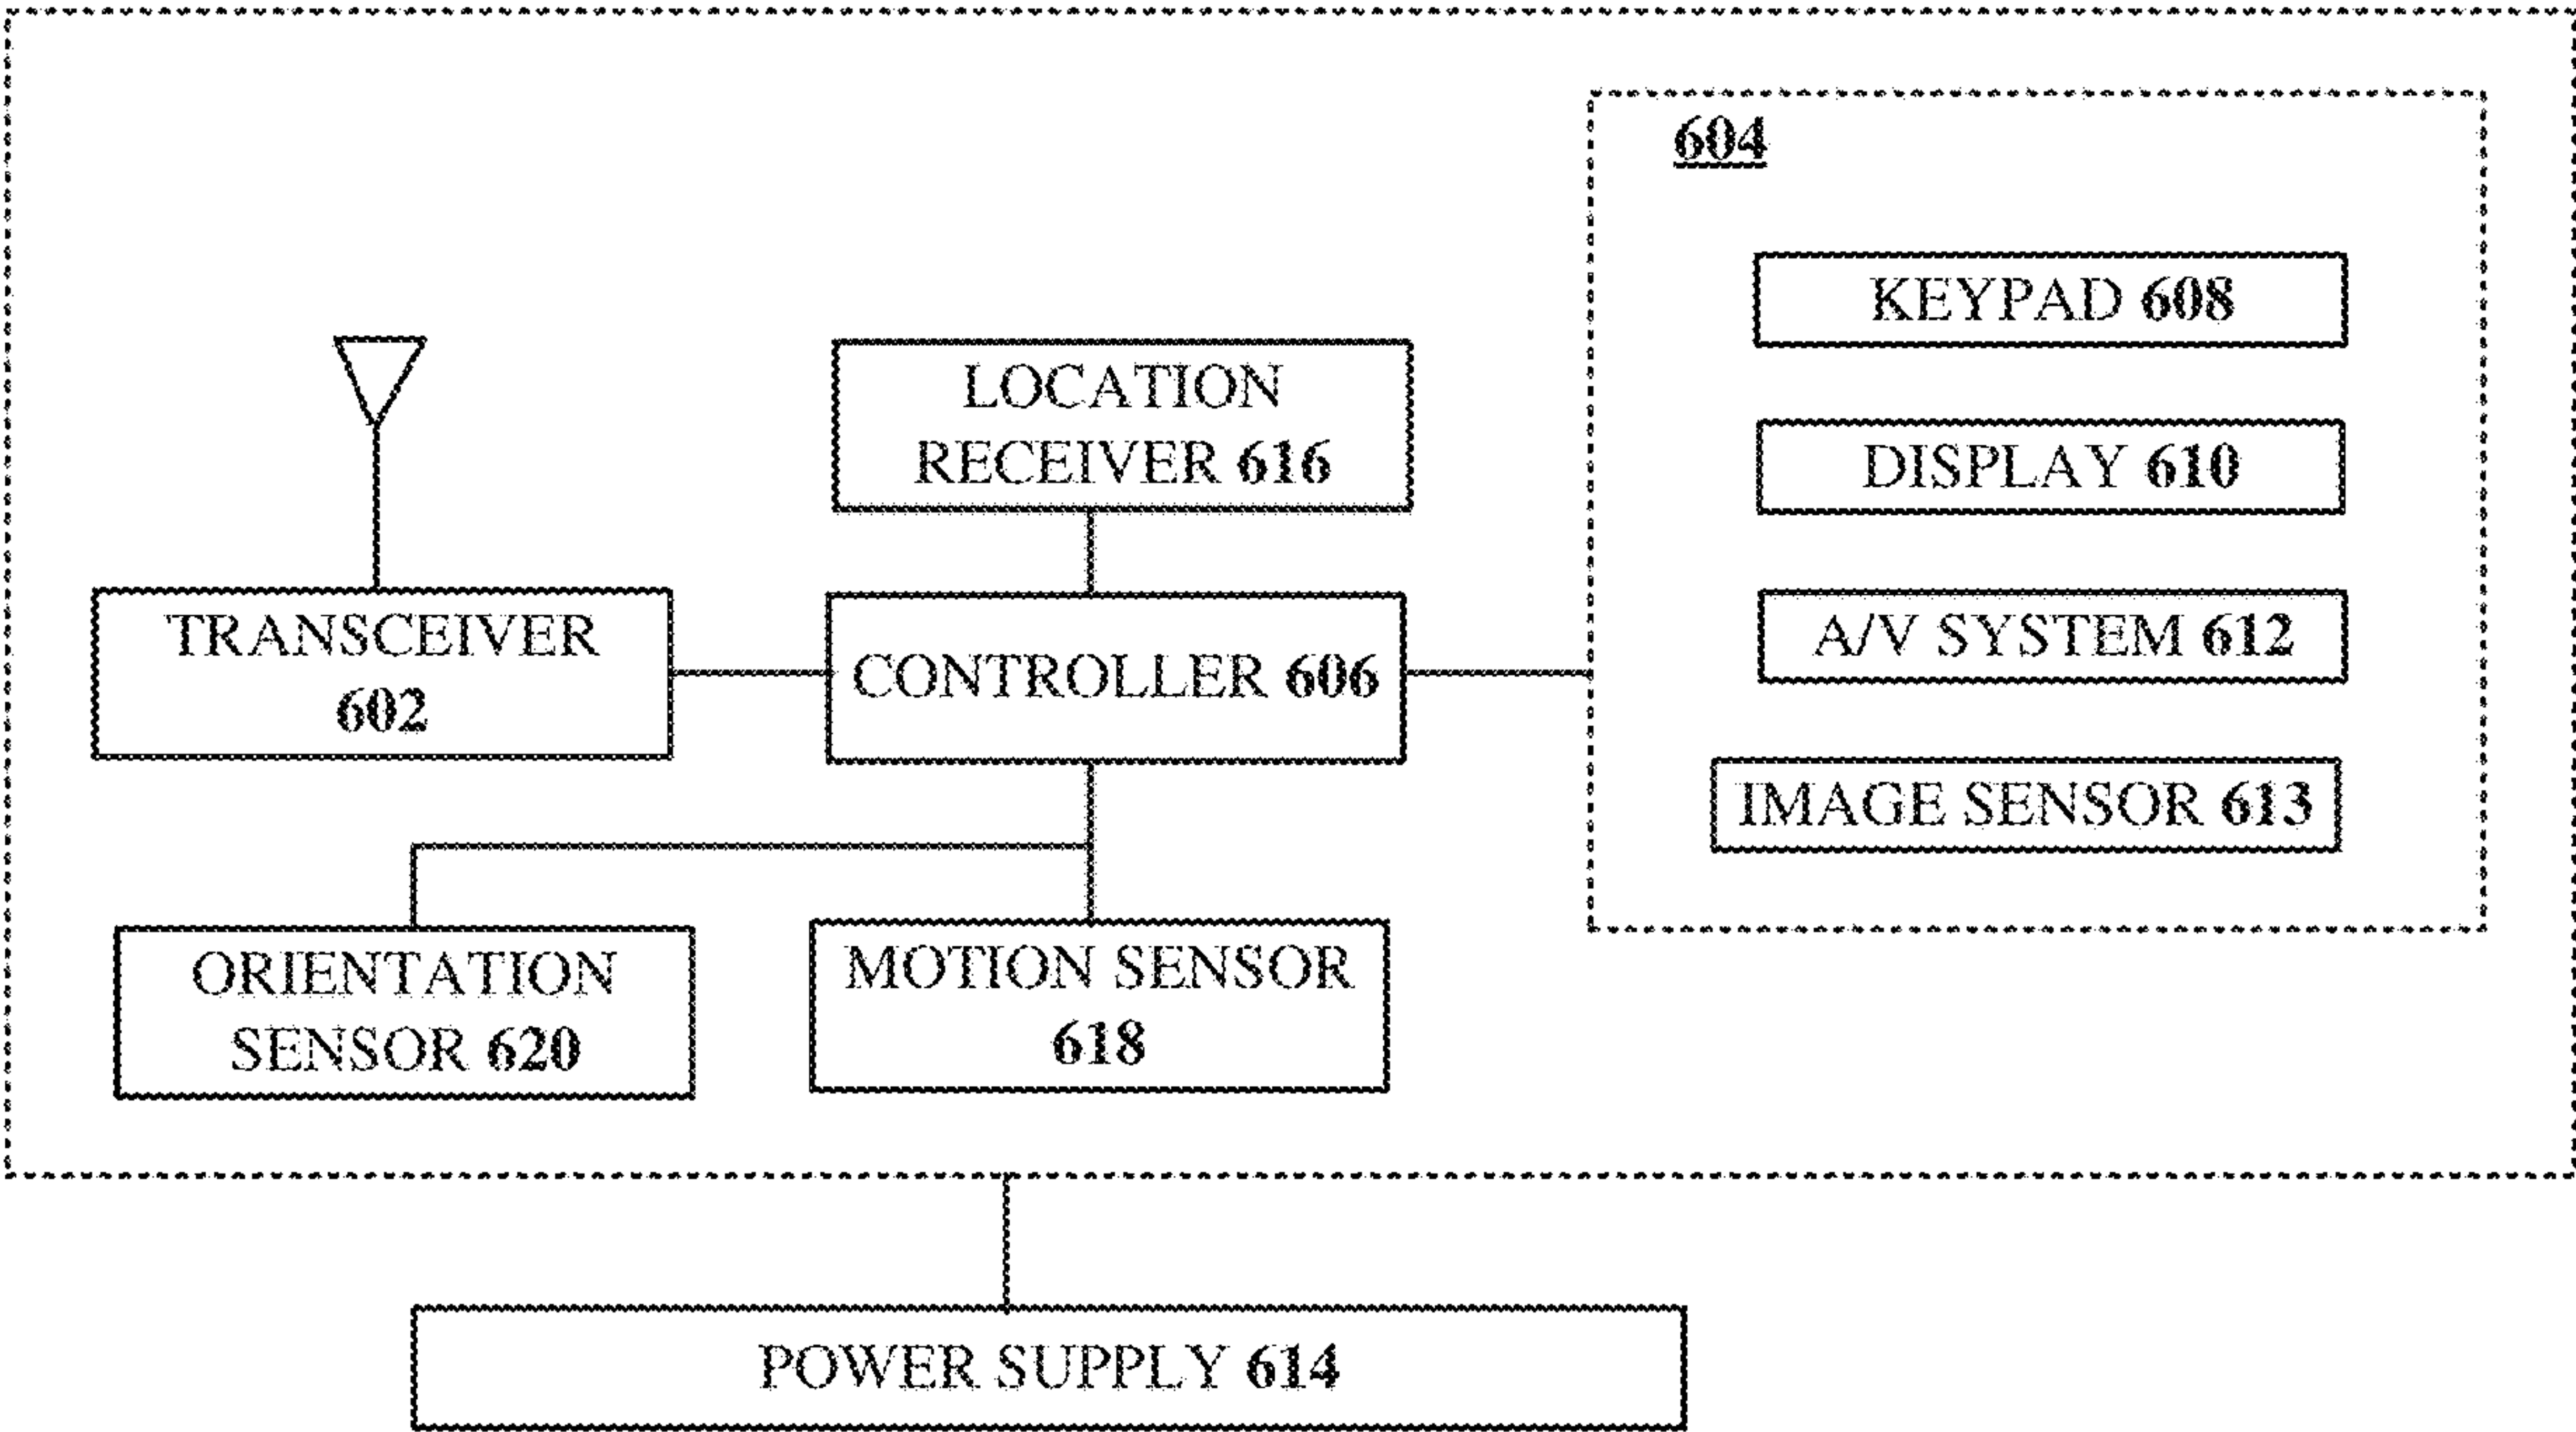 604
KEYPAD 608
LOCATION
RECEIVER 616
DISPLAY 610
TRANSCEIVER
602
CONTROLLER 606
A/V SYSTEM 612
IMAGE SENSOR 613
ORIENTATION
SENSOR 620
MOTION SENSOR
618
POWER SUPPLY 614